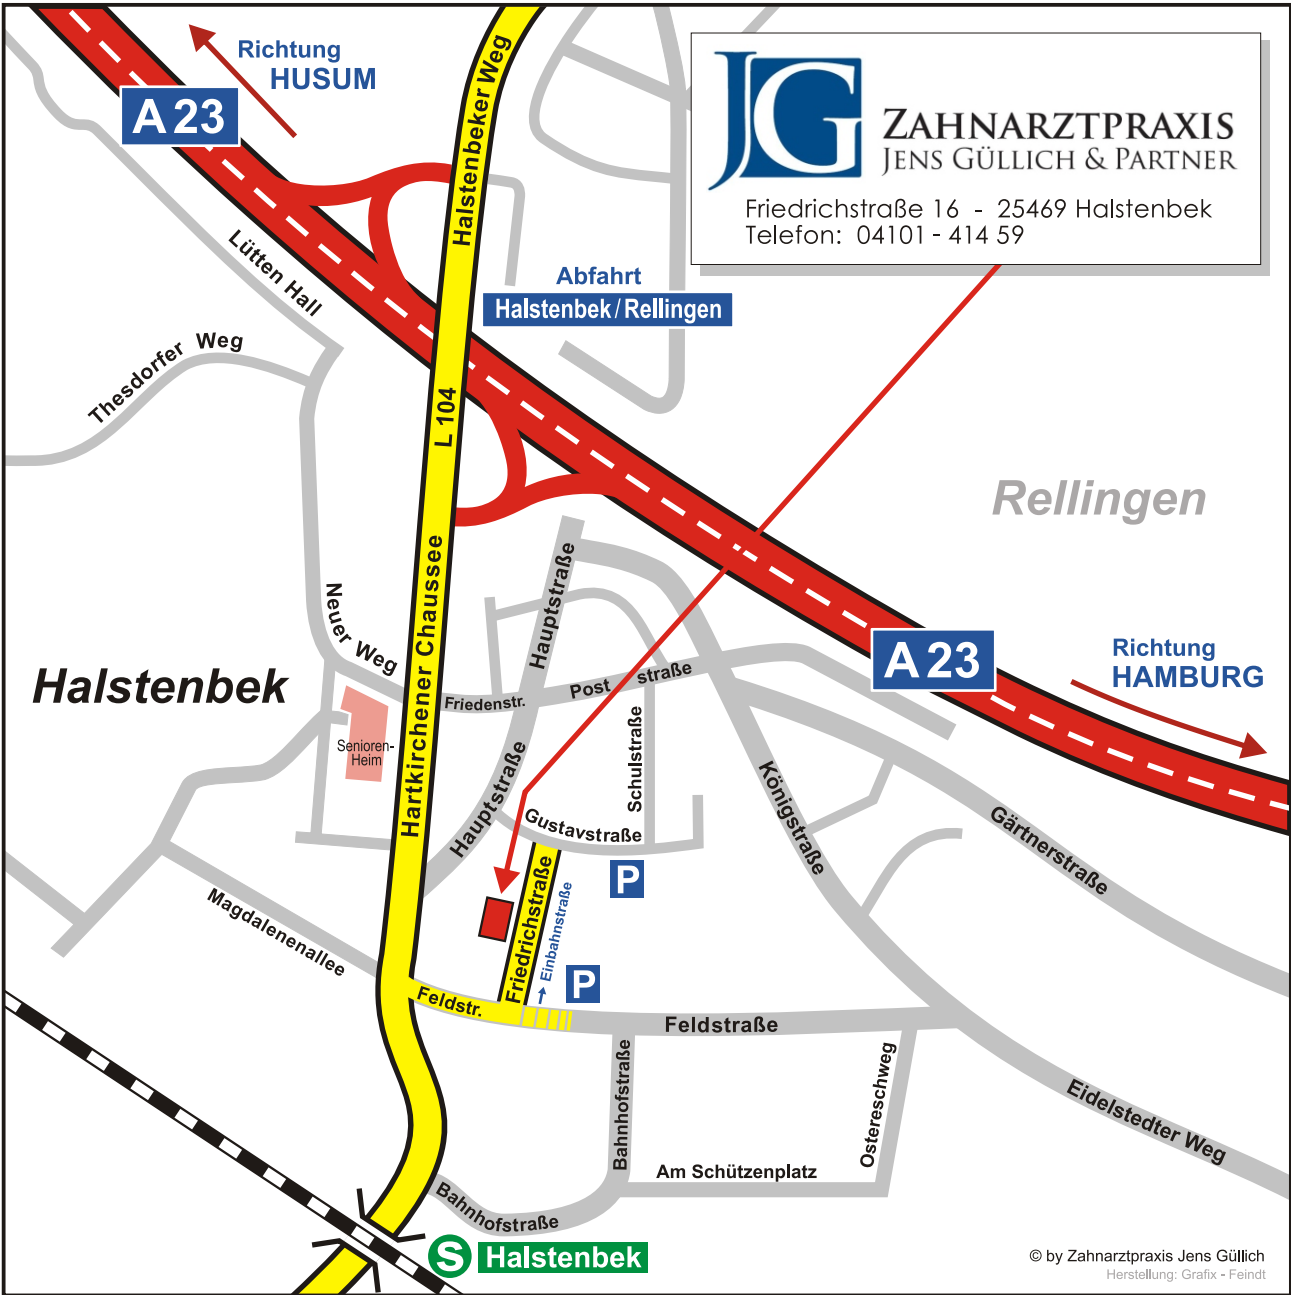 Richtung
HUSUM
A 23
Halstenbeker Weg
JG
ZAHNARZTPRAXIS
JENS GÜLLICH & PARTNER
Friedrichstraße 16 - 25469 Halstenbek
Telefon: 04101 - 414 59
Lütten Hall
Abfahrt
Halstenbek / Rellingen
Thesdorfer Weg
L 104
Rellingen
Hartkirchener Chaussee
Hauptstraße
Neuer Weg
Halstenbek
Friedenstr.
Post straße
A 23
Richtung
HAMBURG
Senioren-
Heim
Hauptstraße
Schulstraße
Königstraße
Gärtnerstraße
Gustavstraße
P
Friedrichstraße
Einbahnstraße
Magdalenenallee
P
Feldstr.
Feldstraße
Bahnhofstraße
Ostereschweg
Eidelstedter Weg
Am Schützenplatz
Bahnhofstraße
S Halstenbek
© by Zahnarztpraxis Jens Güllich
Herstellung: Grafix - Feindt